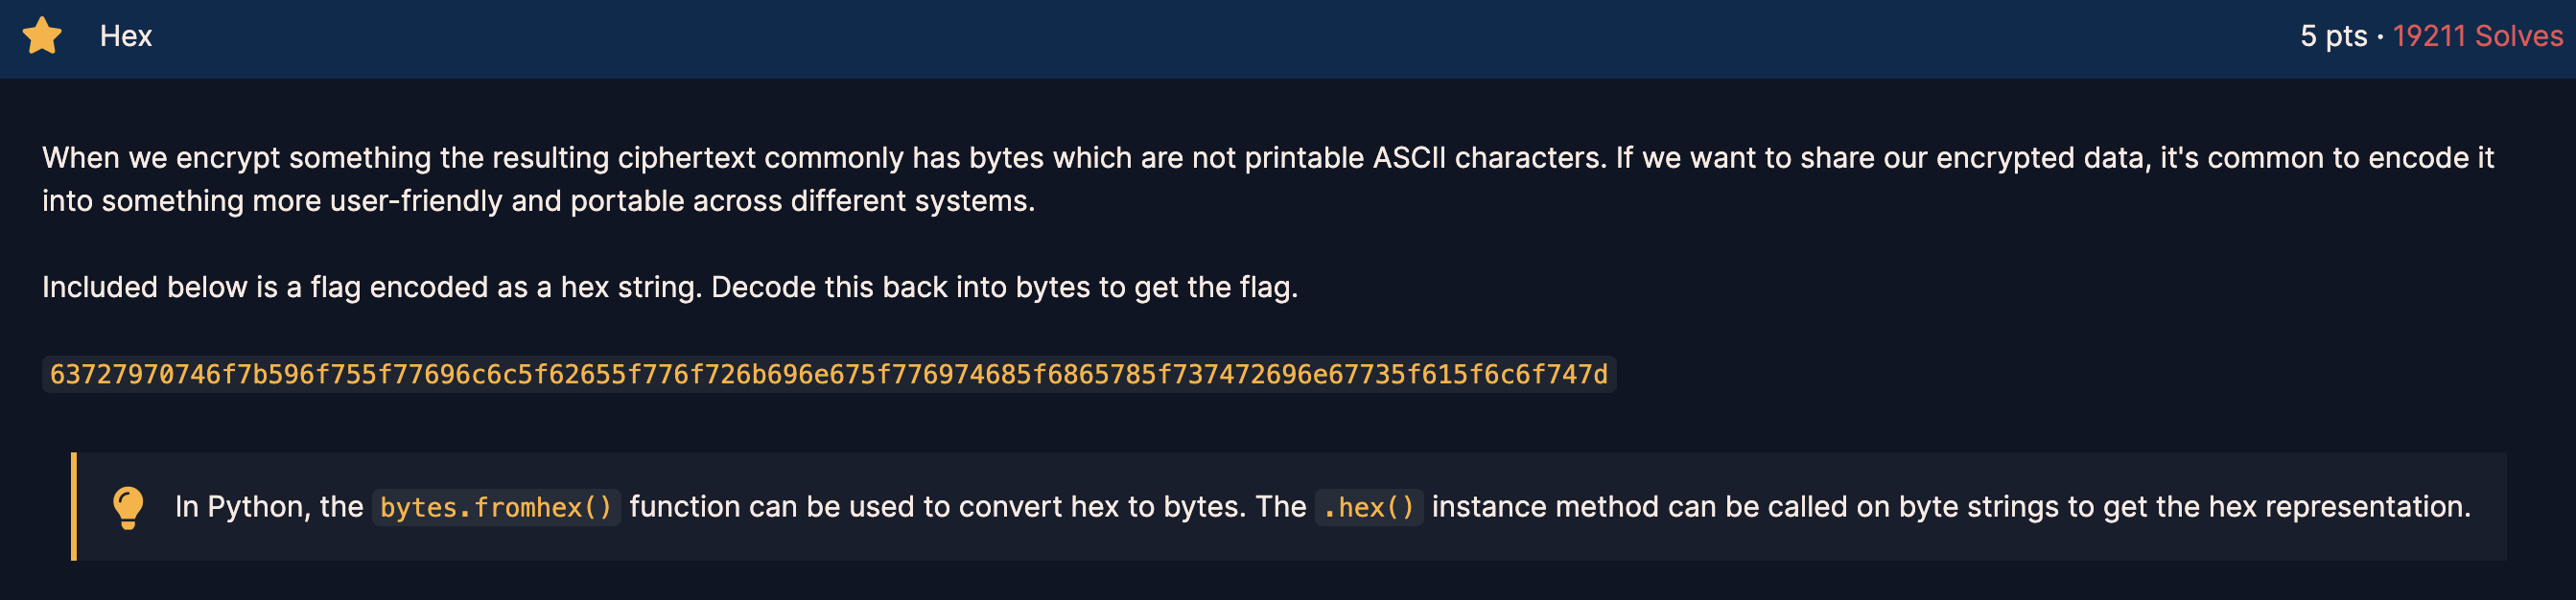 Hex 5 pts · 19211 Solves
When we encrypt something the resulting ciphertext commonly has bytes which are not printable ASCII characters. If we want to share our encrypted data, it's common to encode it
into something more user-friendly and portable across different systems.
Included below is a flag encoded as a hex string. Decode this back into bytes to get the flag.
63727970746f7b596f755f77696c6c5f62655f776f726b696e675f776974685f6865785f737472696e67735f615f6c6f747d
In Python, the bytes.fromhex() function can be used to convert hex to bytes. The .hex() instance method can be called on byte strings to get the hex representation.